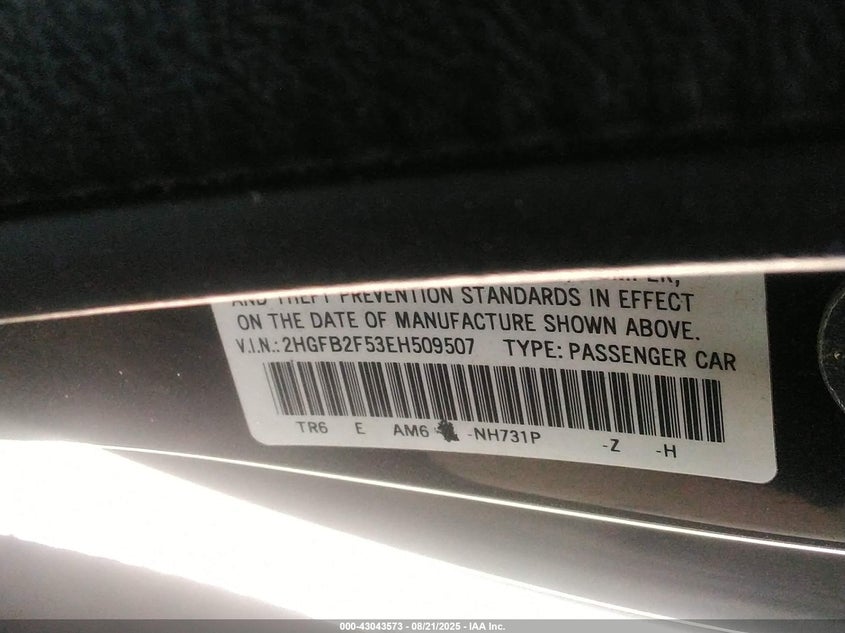 AND THEFT PREVENTION STANDARDS IN EFFECT
ON THE DATE OF MANUFACTURE SHOWN ABOVE.
V.I.N.: 2HGFB2F53EH509507 TYPE: PASSENGER CAR
TR6 E AM6 -NH731P -Z -H
000-43043573 - 08/21/2025 - IAA Inc.